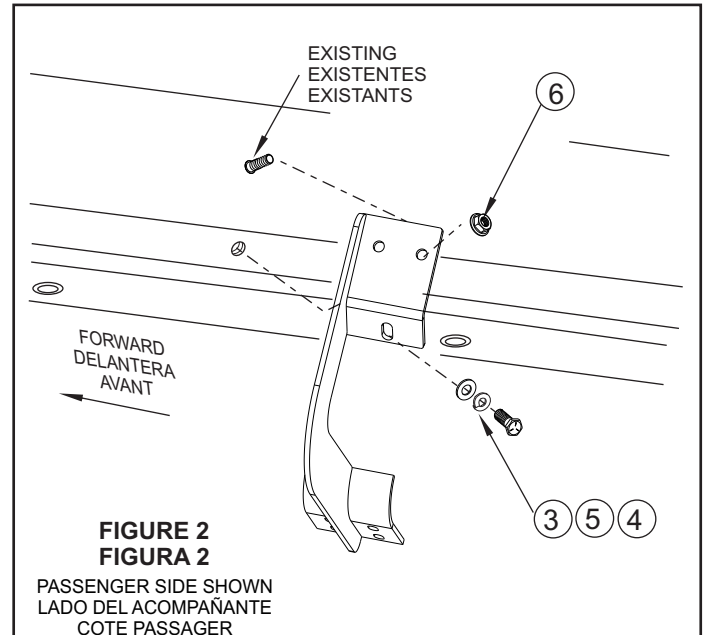 EXISTING
EXISTENTES
EXISTANTS
6
FORWARD
DELANTERA
AVANT
3 5 4
FIGURE 2
FIGURA 2
PASSENGER SIDE SHOWN
LADO DEL ACOMPAÑANTE
COTE PASSAGER